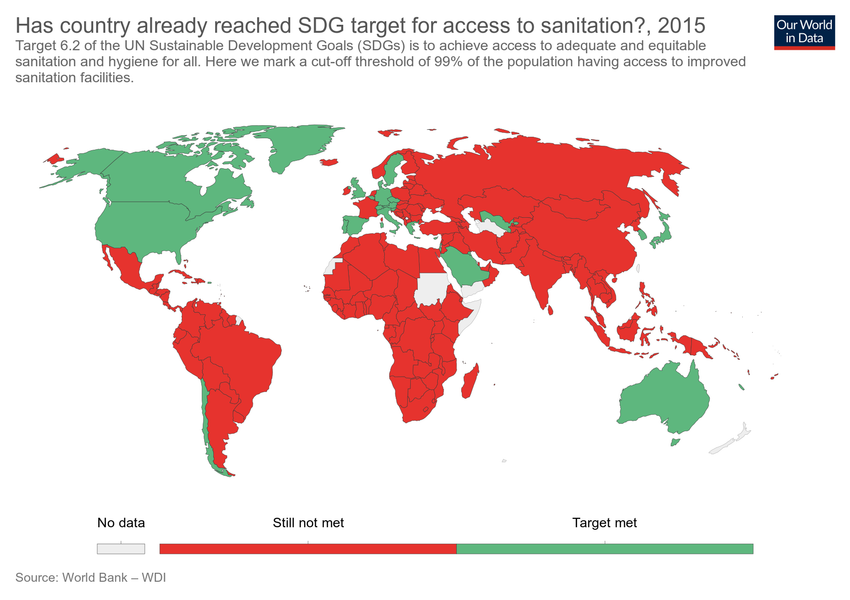 Has country already reached SDG target for access to sanitation?, 2015
Our World
in Data
Target 6.2 of the UN Sustainable Development Goals (SDGs) is to achieve access to adequate and equitable
sanitation and hygiene for all. Here we mark a cut-off threshold of 99% of the population having access to improved
sanitation facilities.
No data
Still not met
Target met
Source: World Bank – WDI